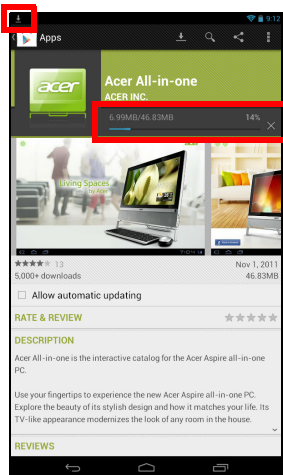 9:12
Apps
acer
Acer All-in-one
ACER INC.
6.99MB/46.83MB 14%
Living Spaces
by Acer
13
Nov 1, 2011
5,000+ downloads
46.83MB
Allow automatic updating
RATE & REVIEW
DESCRIPTION
Acer All-in-one is the interactive catalog for the Acer Aspire all-in-one
PC.
Use your fingertips to experience the new Acer Aspire all-in-one PC.
Explore the beauty of its stylish design and how it matches your life. Its
TV-like appearance modernizes the look of any room in the house.
REVIEWS